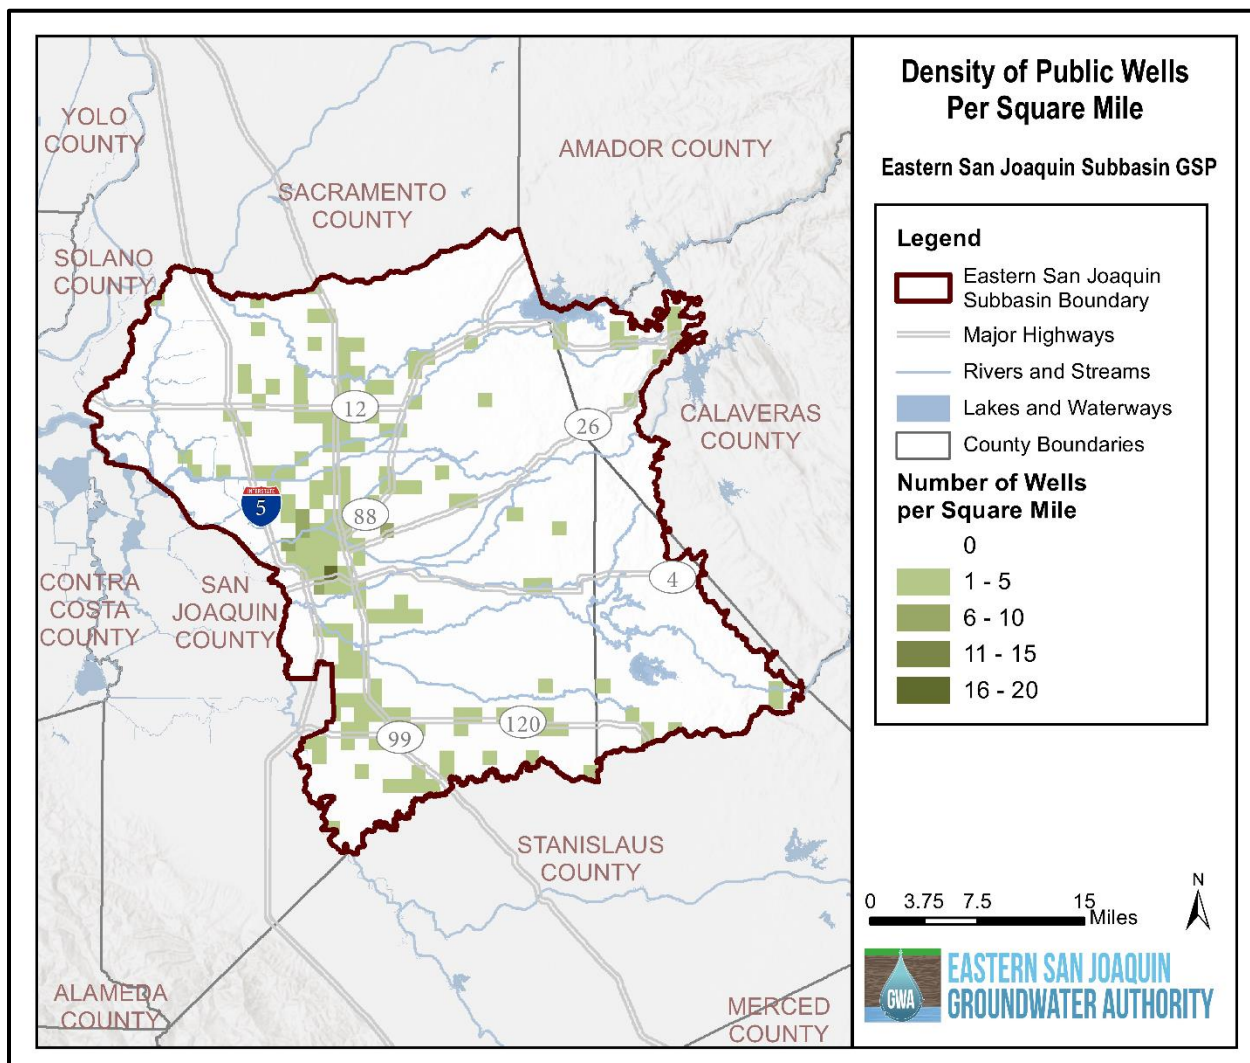 YOLO
COUNTY
AMADOR COUNTY
SACRAMENTO
COUNTY
SOLANO
COUNTY
12
26
CALAVERAS
COUNTY
INTERSTATE
5
88
4
CONTRA
COSTA
COUNTY
SAN
JOAQUIN
COUNTY
120
99
STANISLAUS
COUNTY
ALAMEDA
COUNTY
MERCED
COUNTY
Density of Public Wells
Per Square Mile
Eastern San Joaquin Subbasin GSP
Legend
Eastern San Joaquin
Subbasin Boundary
Major Highways
Rivers and Streams
Lakes and Waterways
County Boundaries
Number of Wells
per Square Mile
0
1 - 5
6 - 10
11 - 15
16 - 20
N
0 3.75 7.5 15
Miles
GWA
EASTERN SAN JOAQUIN
GROUNDWATER AUTHORITY